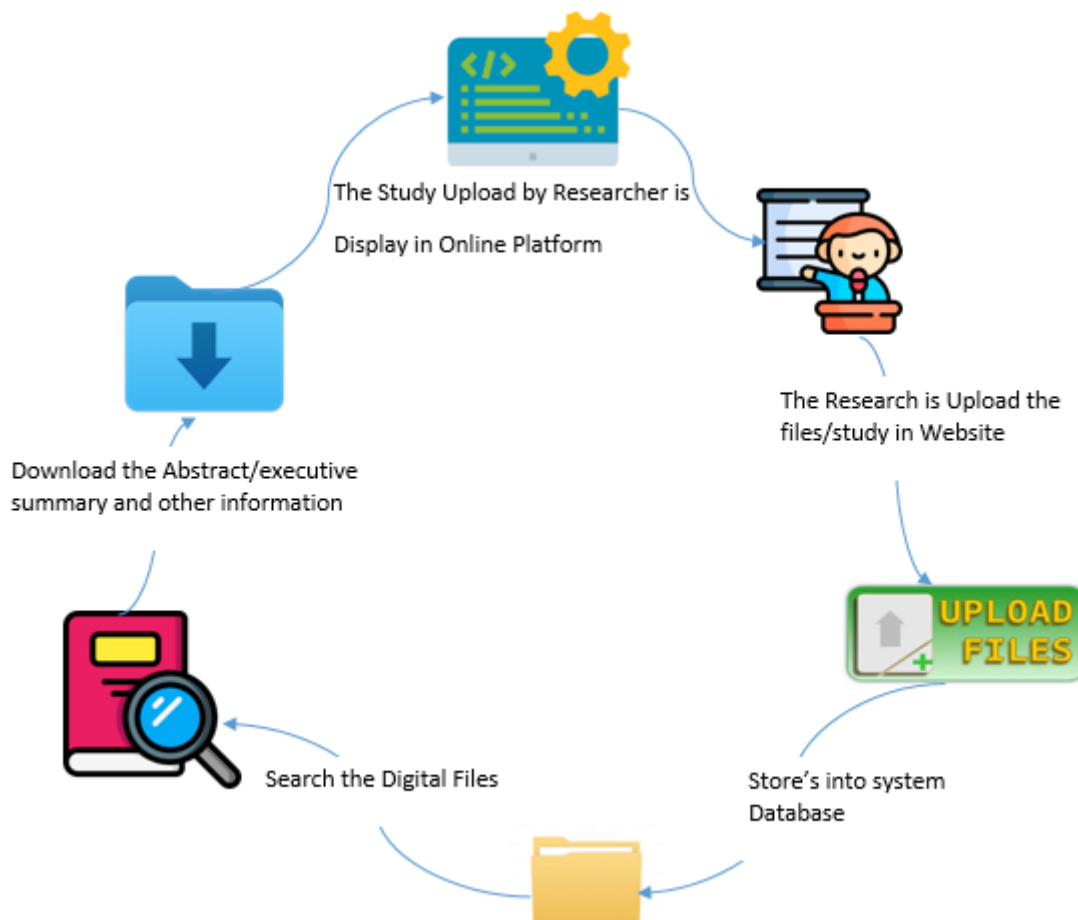 </>
The Study Upload by Researcher is
Display in Online Platform
The Research is Upload the
files/study in Website
Download the Abstract/executive
summary and other information
UPLOAD
FILES
Search the Digital Files
Store's into system
Database